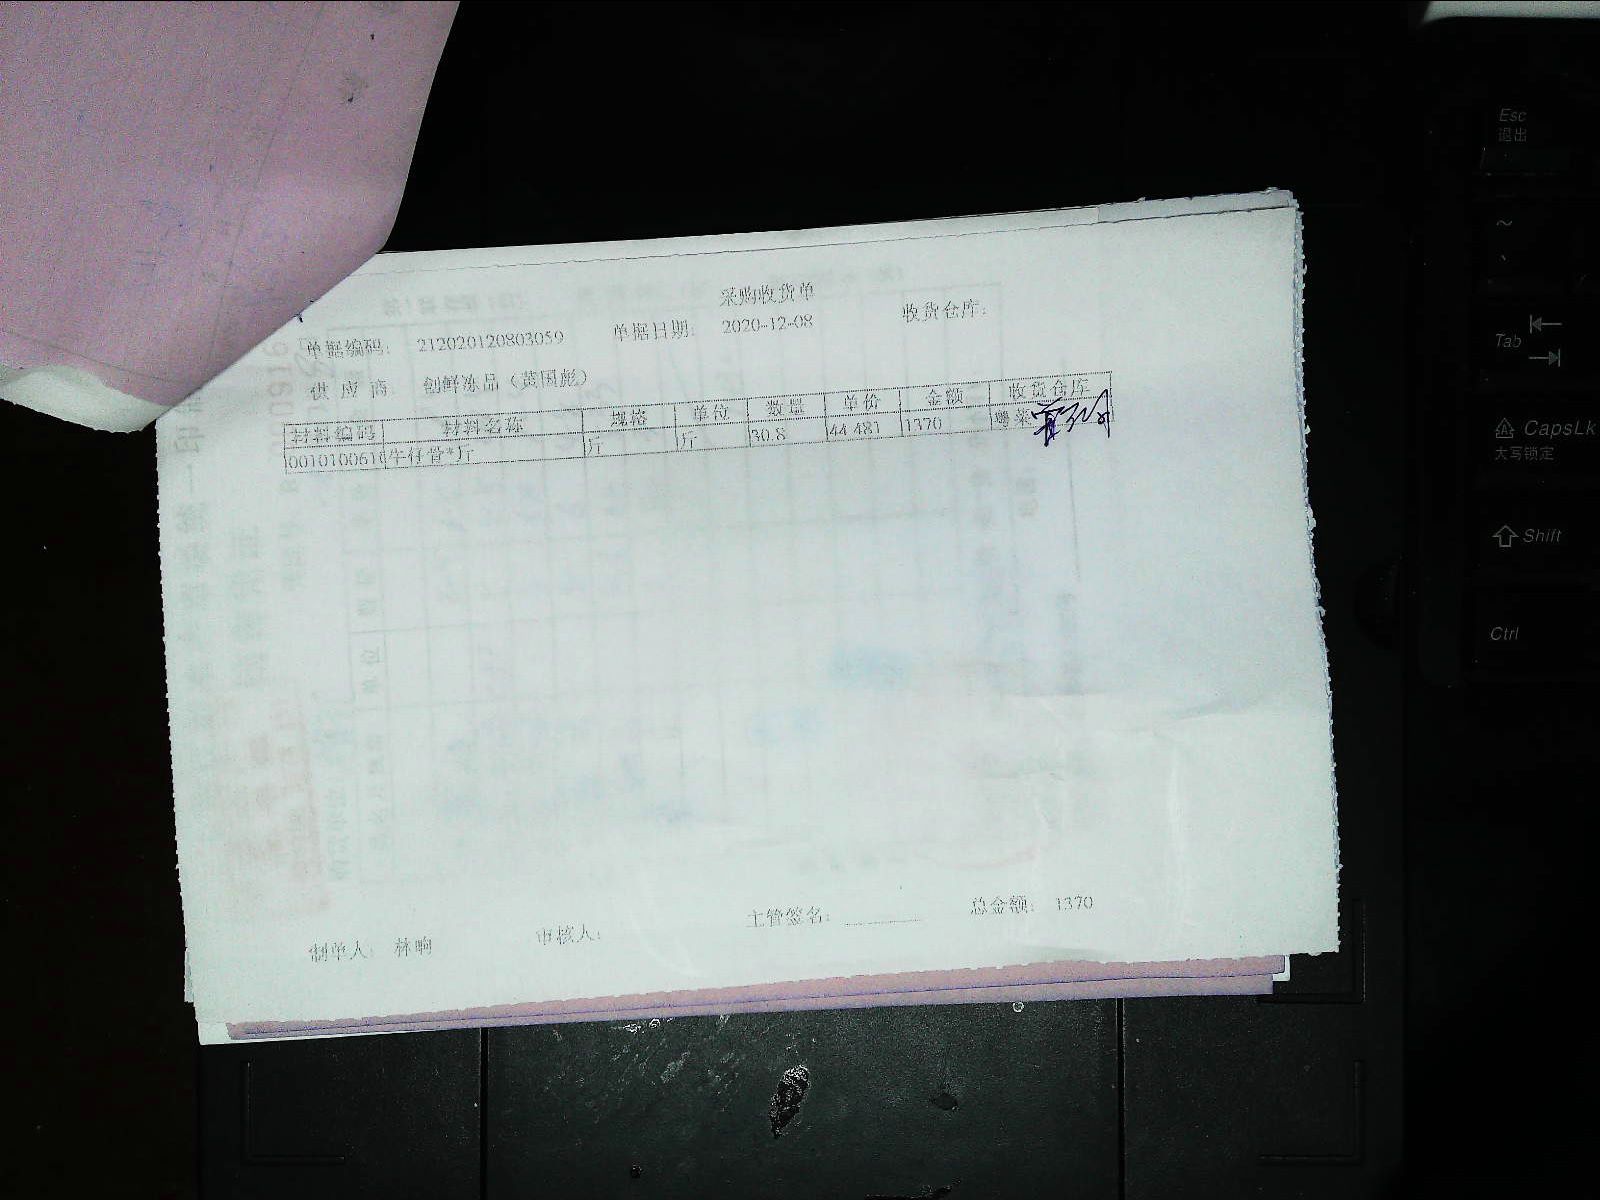 采购收货单
单据编码: 212020120803059 单据日期: 2020-12-08 收货仓库:
供应商: 创鲜冻品（黄国彪）
材料编码 材料名称 规格 单位 数量 单价 金额 收货仓库
0010100610 牛仔骨*斤 斤 斤 30.8 44.481 1370 粤菜
制单人: 林响 审核人: 主管签名: 总金额: 1370
Esc
退出
~
Tab
CapsLk
大写锁定
Shift
Ctrl